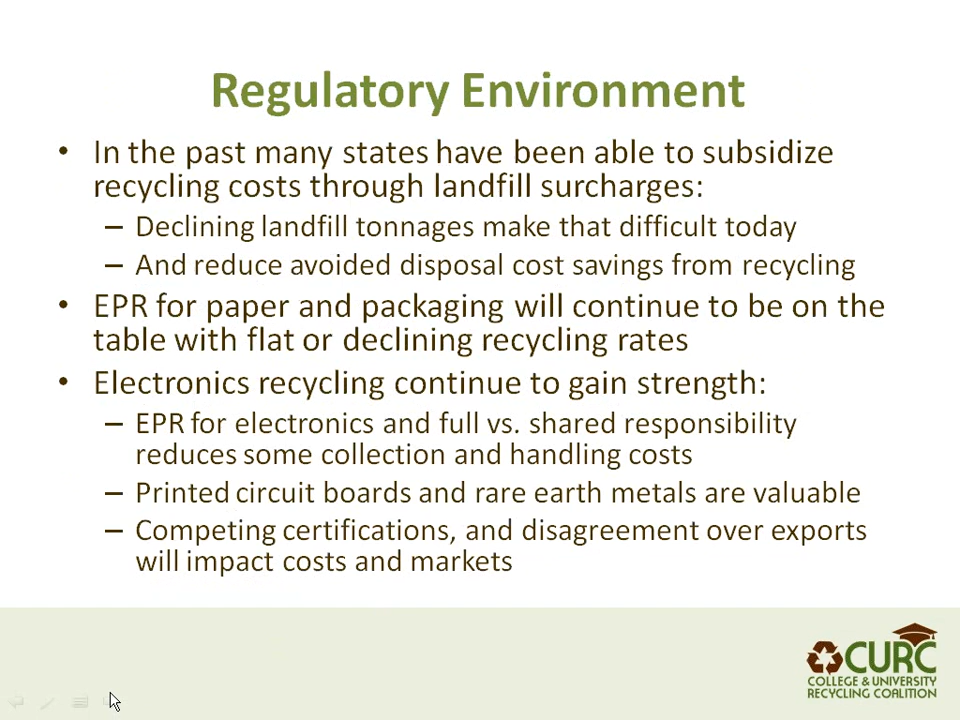 Regulatory Environment
• In the past many states have been able to subsidize
recycling costs through landfill surcharges:
– Declining landfill tonnages make that difficult today
– And reduce avoided disposal cost savings from recycling
• EPR for paper and packaging will continue to be on the
table with flat or declining recycling rates
• Electronics recycling continue to gain strength:
– EPR for electronics and full vs. shared responsibility
reduces some collection and handling costs
– Printed circuit boards and rare earth metals are valuable
– Competing certifications, and disagreement over exports
will impact costs and markets
CURC
COLLEGE & UNIVERSITY
RECYCLING COALITION